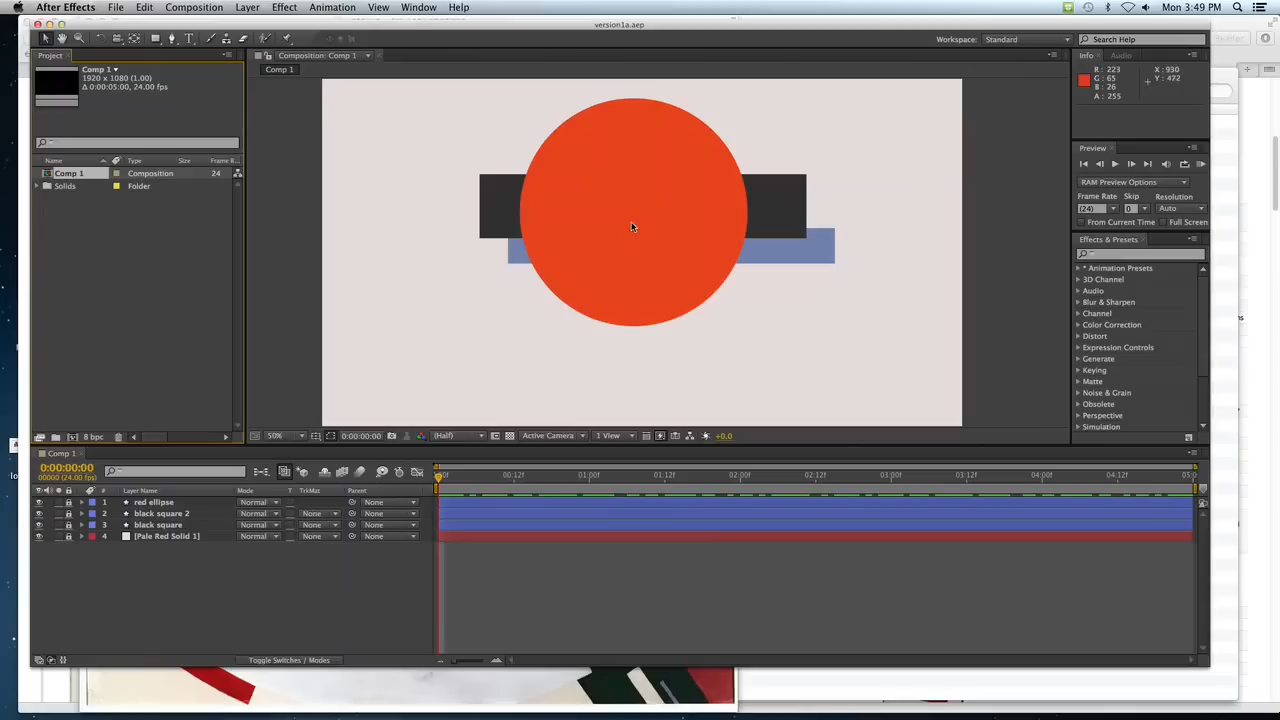 After Effects File Edit Composition Layer Effect Animation View Window Help Mon 3:49 PM
version1a.aep
Workspace: Standard Search Help
Project Composition: Comp 1 Info Audio
Comp 1
1920 x 1080 (1.00)
Δ 0:00:05:00, 24.00 fps
Comp 1
R : 223
G : 65
B : 26
A : 255
X : 930
Y : 472
Preview
RAM Preview Options
Frame Rate Skip Resolution
(24) 0 Auto
From Current Time Full Screen
Name Type Size Frame R...
Comp 1 Composition 24
Solids Folder
Effects & Presets
* Animation Presets
3D Channel
Audio
Blur & Sharpen
Channel
Color Correction
Distort
Expression Controls
Generate
Keying
Matte
Noise & Grain
Obsolete
Perspective
Simulation
8 bpc
50% 0:00:00:00 (Half) Active Camera 1 View +0.0
Comp 1
0:00:00:00
00000 (24.00 fps)
00:12f 01:00f 01:12f 02:00f 02:12f 03:00f 03:12f 04:00f 04:12f
# Layer Name Mode T TrkMat Parent
1 red ellipse Normal None
2 black square 2 Normal None None
3 black square Normal None None
4 [Pale Red Solid 1] Normal None None
Toggle Switches / Modes